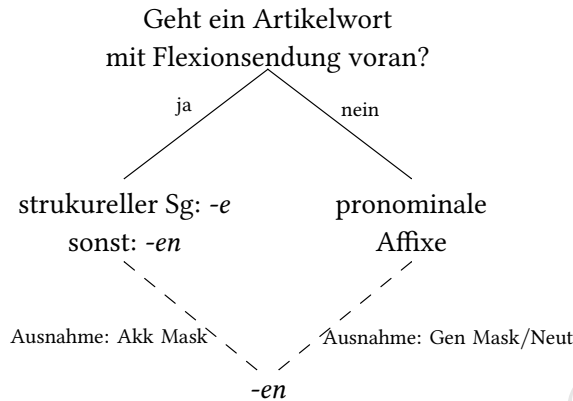 Geht ein Artikelwort
mit Flexionsendung voran?
ja
nein
strukureller Sg: -e
sonst: -en
pronominale
Affixe
Ausnahme: Akk Mask
Ausnahme: Gen Mask/Neut
-en